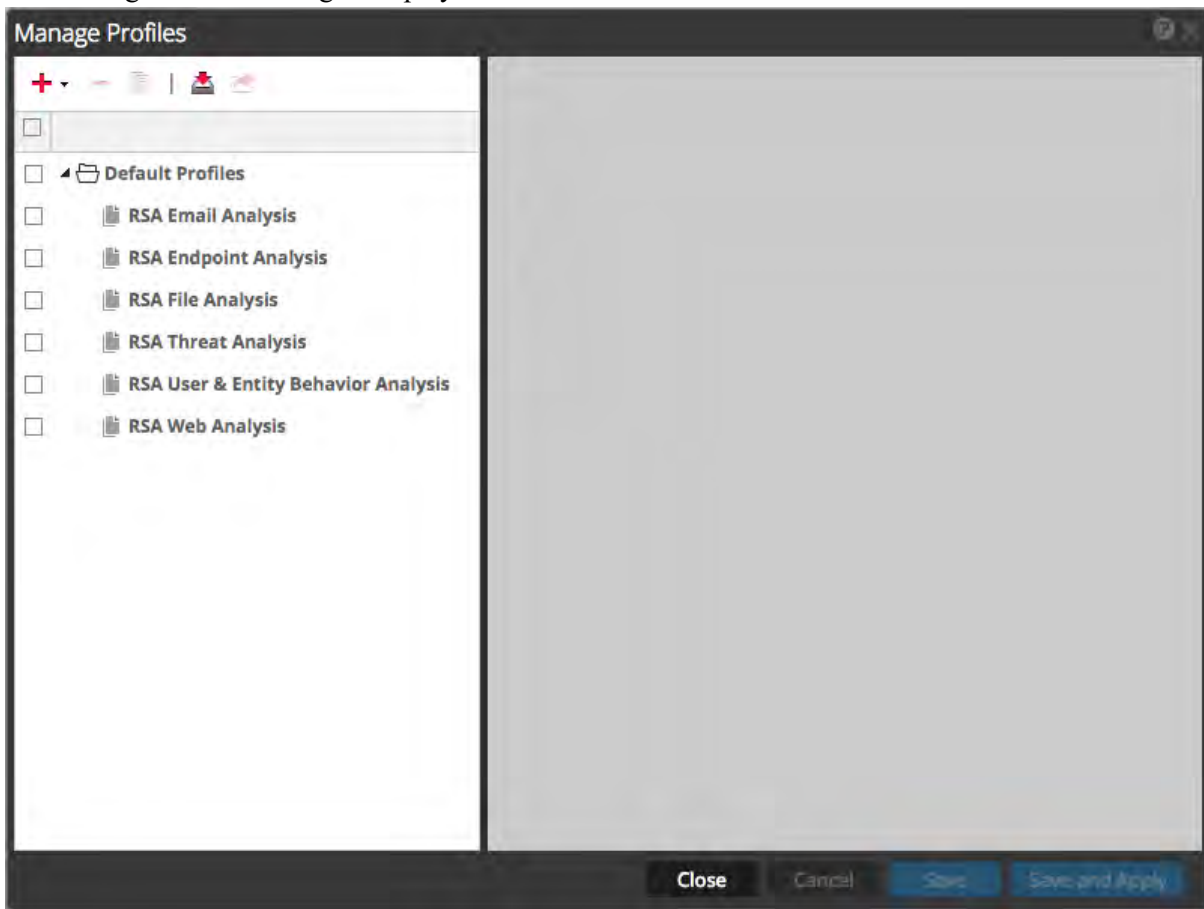 Manage Profiles
Default Profiles
RSA Email Analysis
RSA Endpoint Analysis
RSA File Analysis
RSA Threat Analysis
RSA User & Entity Behavior Analysis
RSA Web Analysis
Close Cancel Save Save and Apply